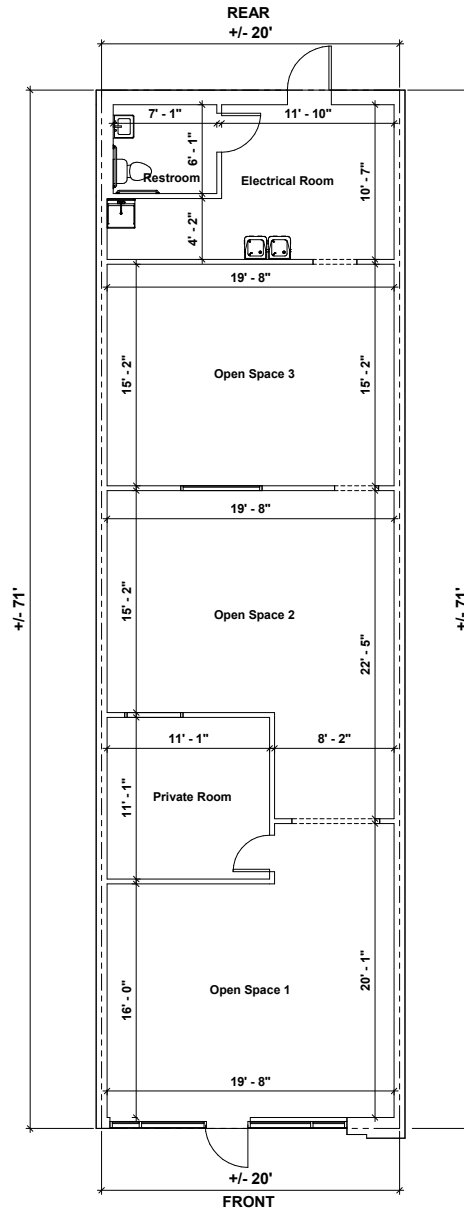 REAR
+/- 20'
7' - 1"
11' - 10"
6' - 1"
Restroom
Electrical Room
10' - 7"
4' - 2"
19' - 8"
15' - 2"
Open Space 3
15' - 2"
19' - 8"
+/- 71'
+/- 71'
15' - 2"
Open Space 2
22' - 5"
11' - 1"
8' - 2"
11' - 1"
Private Room
16' - 0"
Open Space 1
20' - 1"
19' - 8"
+/- 20'
FRONT